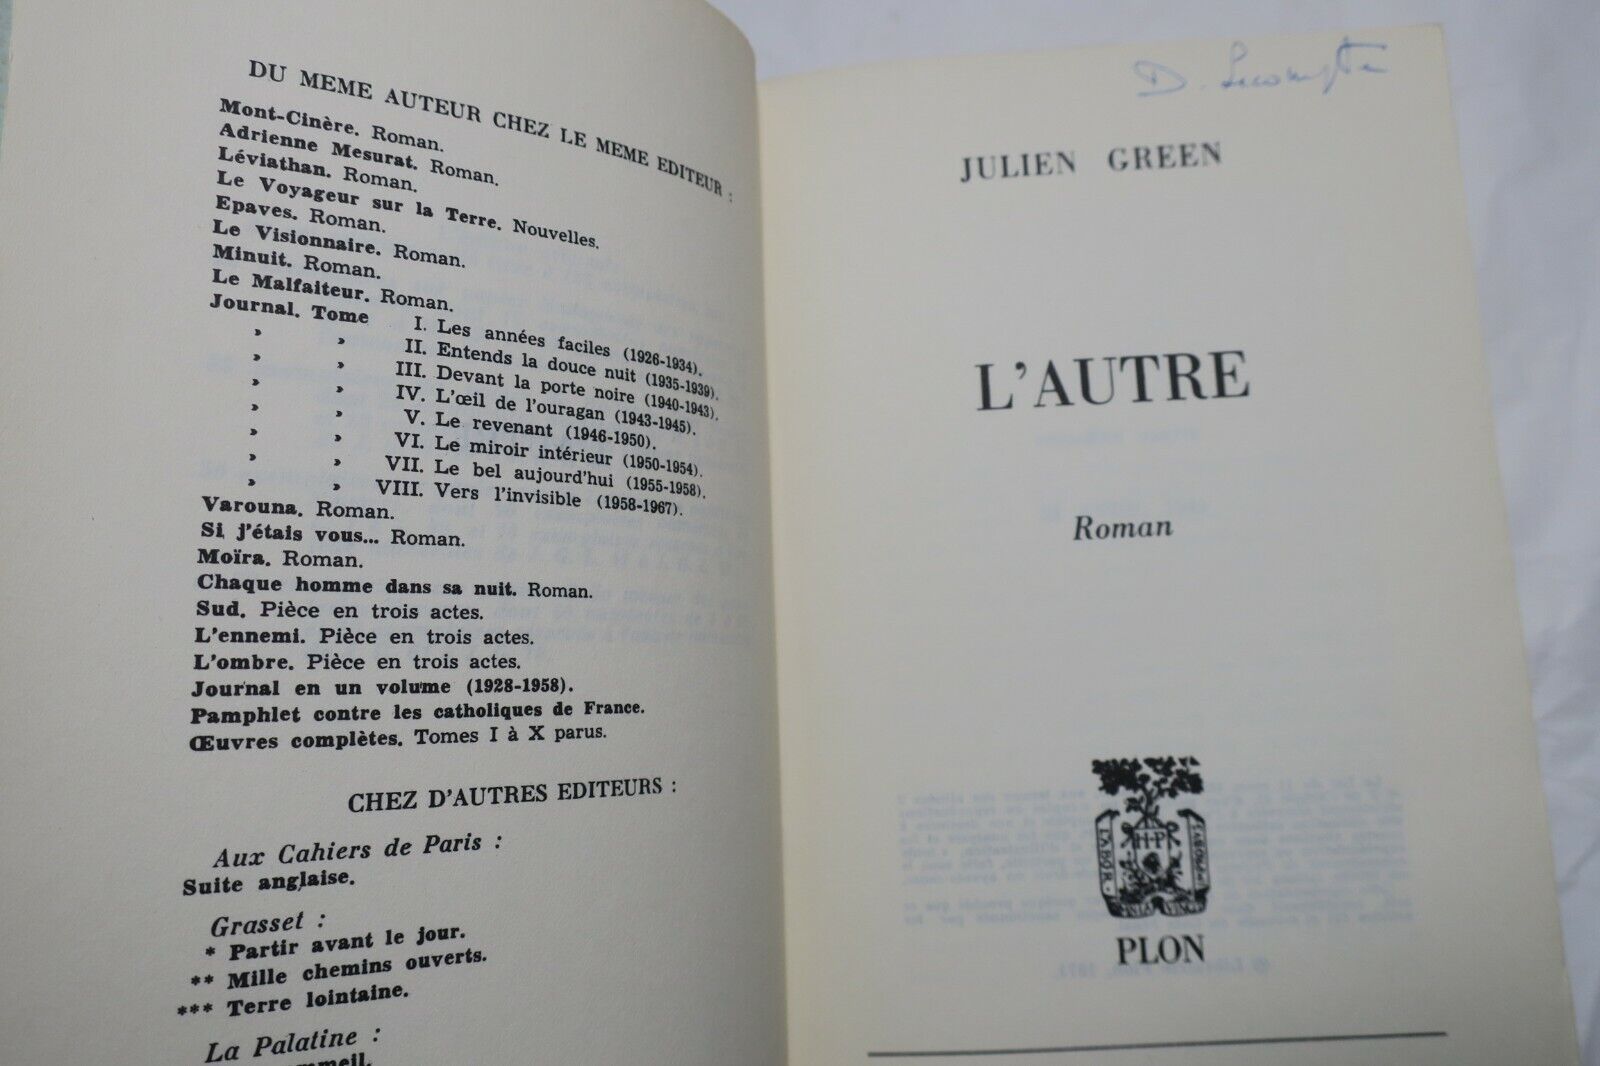 DU MEME AUTEUR CHEZ LE MEME EDITEUR :
Mont-Cinère. Roman.
Adrienne Mesurat. Roman.
Léviathan. Roman.
Le Voyageur sur la Terre. Nouvelles.
Epaves. Roman.
Le Visionnaire. Roman.
Minuit. Roman.
Le Malfaiteur. Roman.
Journal. Tome I. Les années faciles (1926-1934).
» » II. Entends la douce nuit (1935-1939).
» » III. Devant la porte noire (1940-1943).
» » IV. L'œil de l'ouragan (1943-1945).
» » V. Le revenant (1946-1950).
» » VI. Le miroir intérieur (1950-1954).
» » VII. Le bel aujourd'hui (1955-1958).
» » VIII. Vers l'invisible (1958-1967).
Varouna. Roman.
Si j'étais vous... Roman.
Moïra. Roman.
Chaque homme dans sa nuit. Roman.
Sud. Pièce en trois actes.
L'ennemi. Pièce en trois actes.
L'ombre. Pièce en trois actes.
Journal en un volume (1928-1958).
Pamphlet contre les catholiques de France.
Œuvres complètes. Tomes I à X parus.
CHEZ D'AUTRES EDITEURS :
Aux Cahiers de Paris :
Suite anglaise.
Grasset :
* Partir avant le jour.
** Mille chemins ouverts.
*** Terre lointaine.
La Palatine :
D. Lecompte
JULIEN GREEN
L'AUTRE
Roman
LABOR
HP
PLON